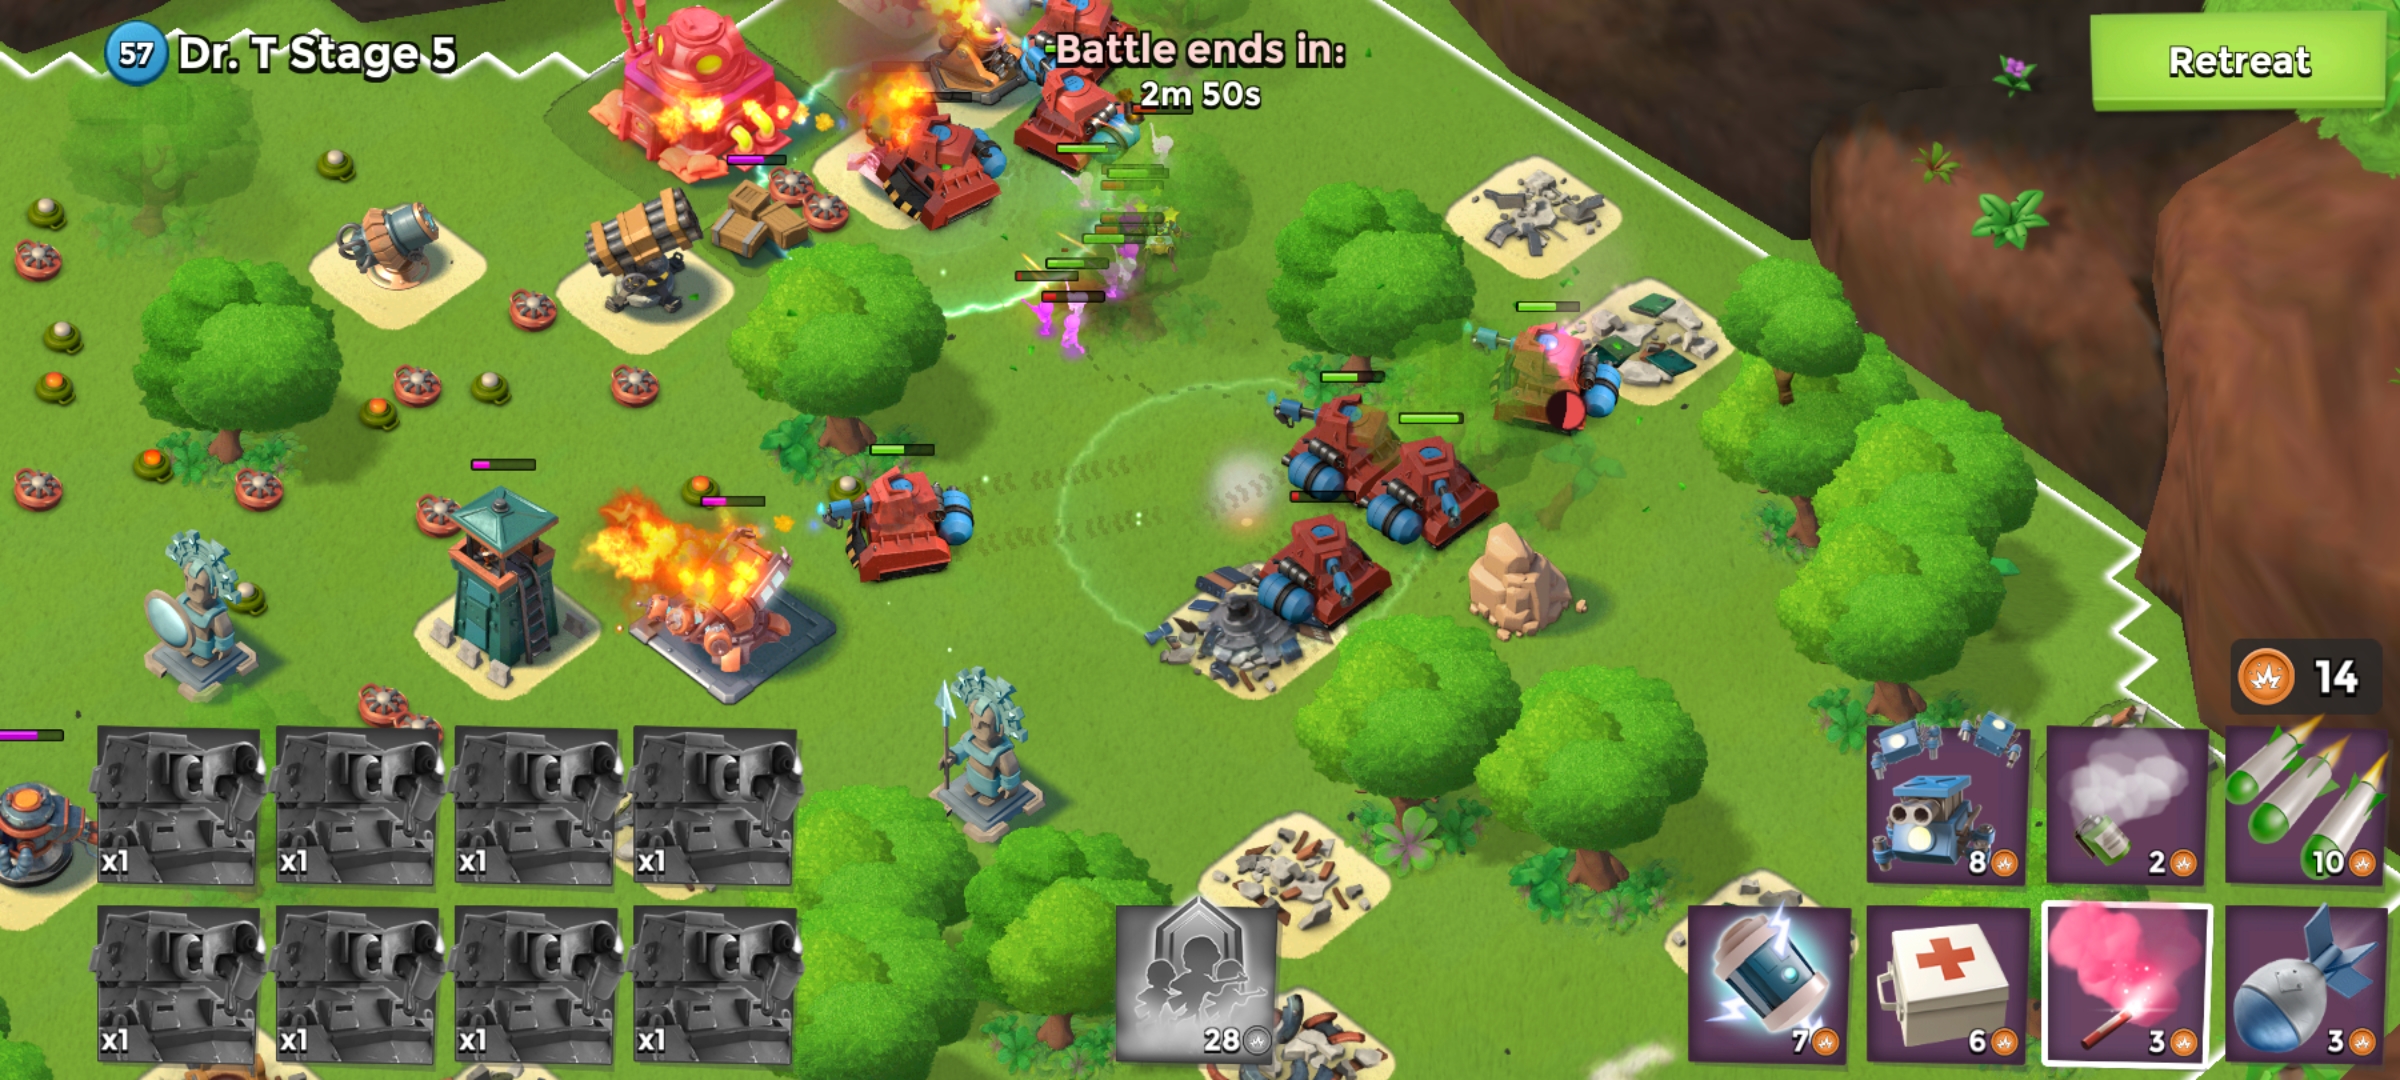 57 Dr. T Stage 5
Battle ends in:
2m 50s
Retreat
14
8
2
10
x1
x1
x1
x1
x1
x1
x1
x1
28
7
6
3
3